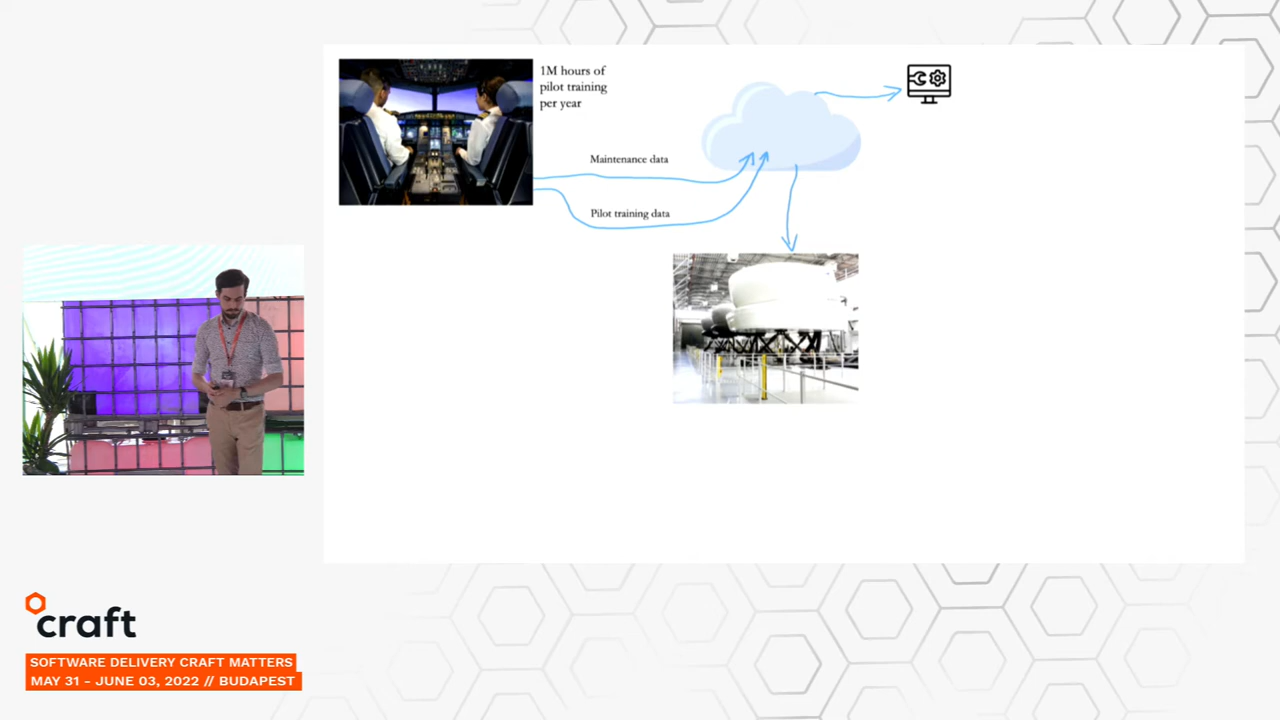 1M hours of
pilot training
per year
Maintenance data
Pilot training data
craft
SOFTWARE DELIVERY CRAFT MATTERS
MAY 31 - JUNE 03, 2022 // BUDAPEST